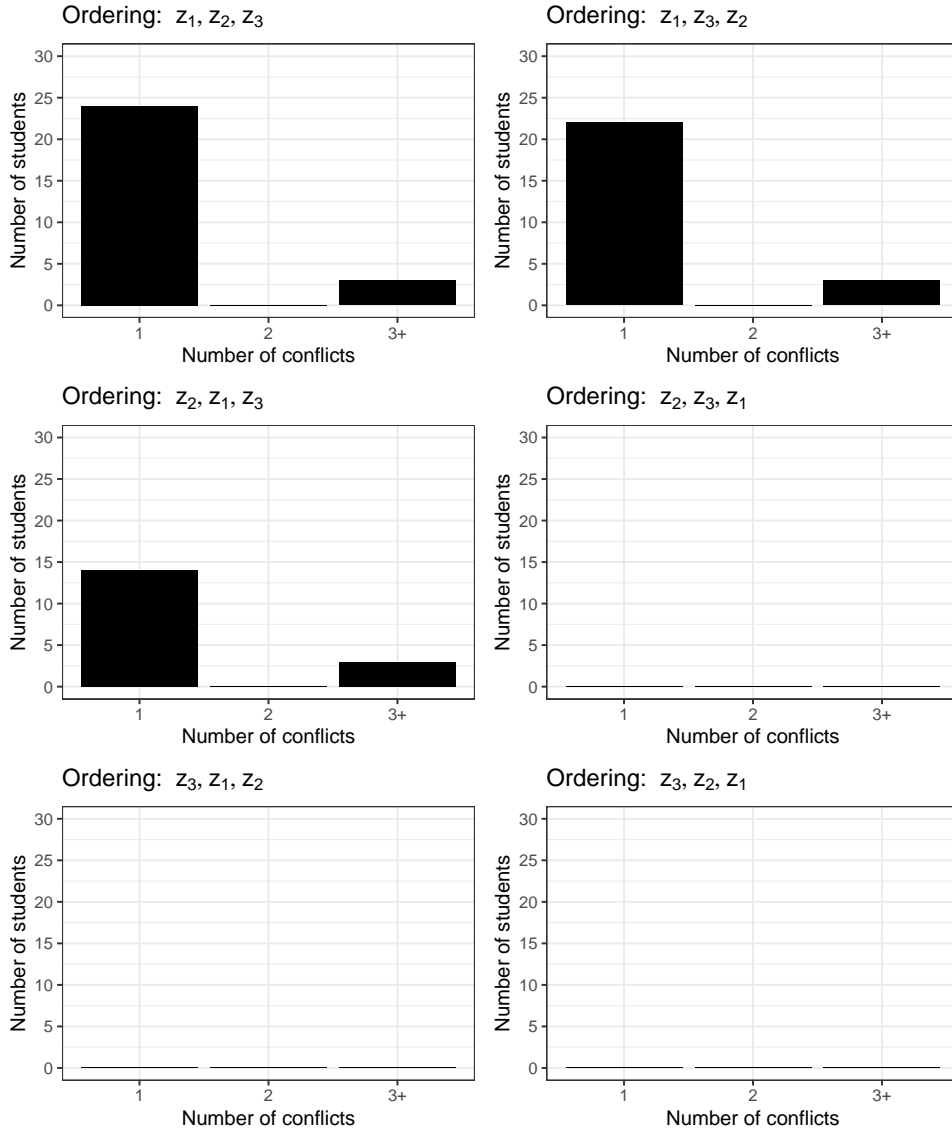 Ordering: z₁, z₂, z₃
Number of students
30
25
20
15
10
5
0
1 2 3+
Number of conflicts
Ordering: z₁, z₃, z₂
Number of students
30
25
20
15
10
5
0
1 2 3+
Number of conflicts
Ordering: z₂, z₁, z₃
Number of students
30
25
20
15
10
5
0
1 2 3+
Number of conflicts
Ordering: z₂, z₃, z₁
Number of students
30
25
20
15
10
5
0
1 2 3+
Number of conflicts
Ordering: z₃, z₁, z₂
Number of students
30
25
20
15
10
5
0
1 2 3+
Number of conflicts
Ordering: z₃, z₂, z₁
Number of students
30
25
20
15
10
5
0
1 2 3+
Number of conflicts